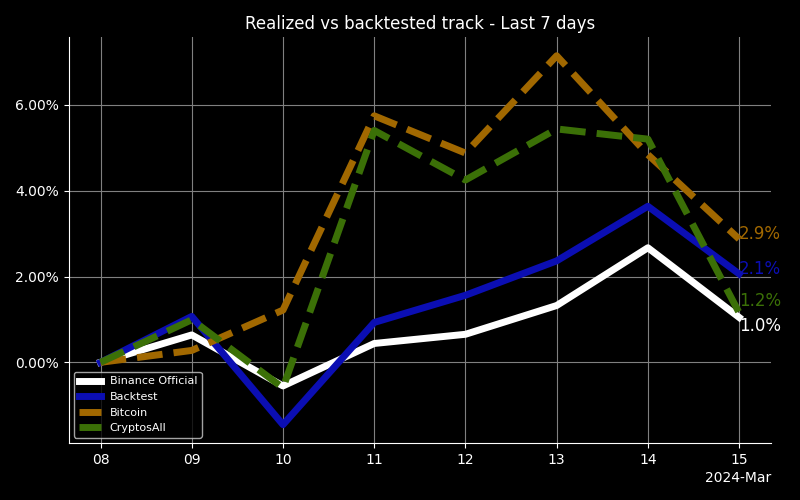 Realized vs backtested track - Last 7 days
6.00%
4.00%
2.00%
0.00%
2.9%
2.1%
1.2%
1.0%
Binance Official
Backtest
Bitcoin
CryptosAll
08 09 10 11 12 13 14 15
2024-Mar